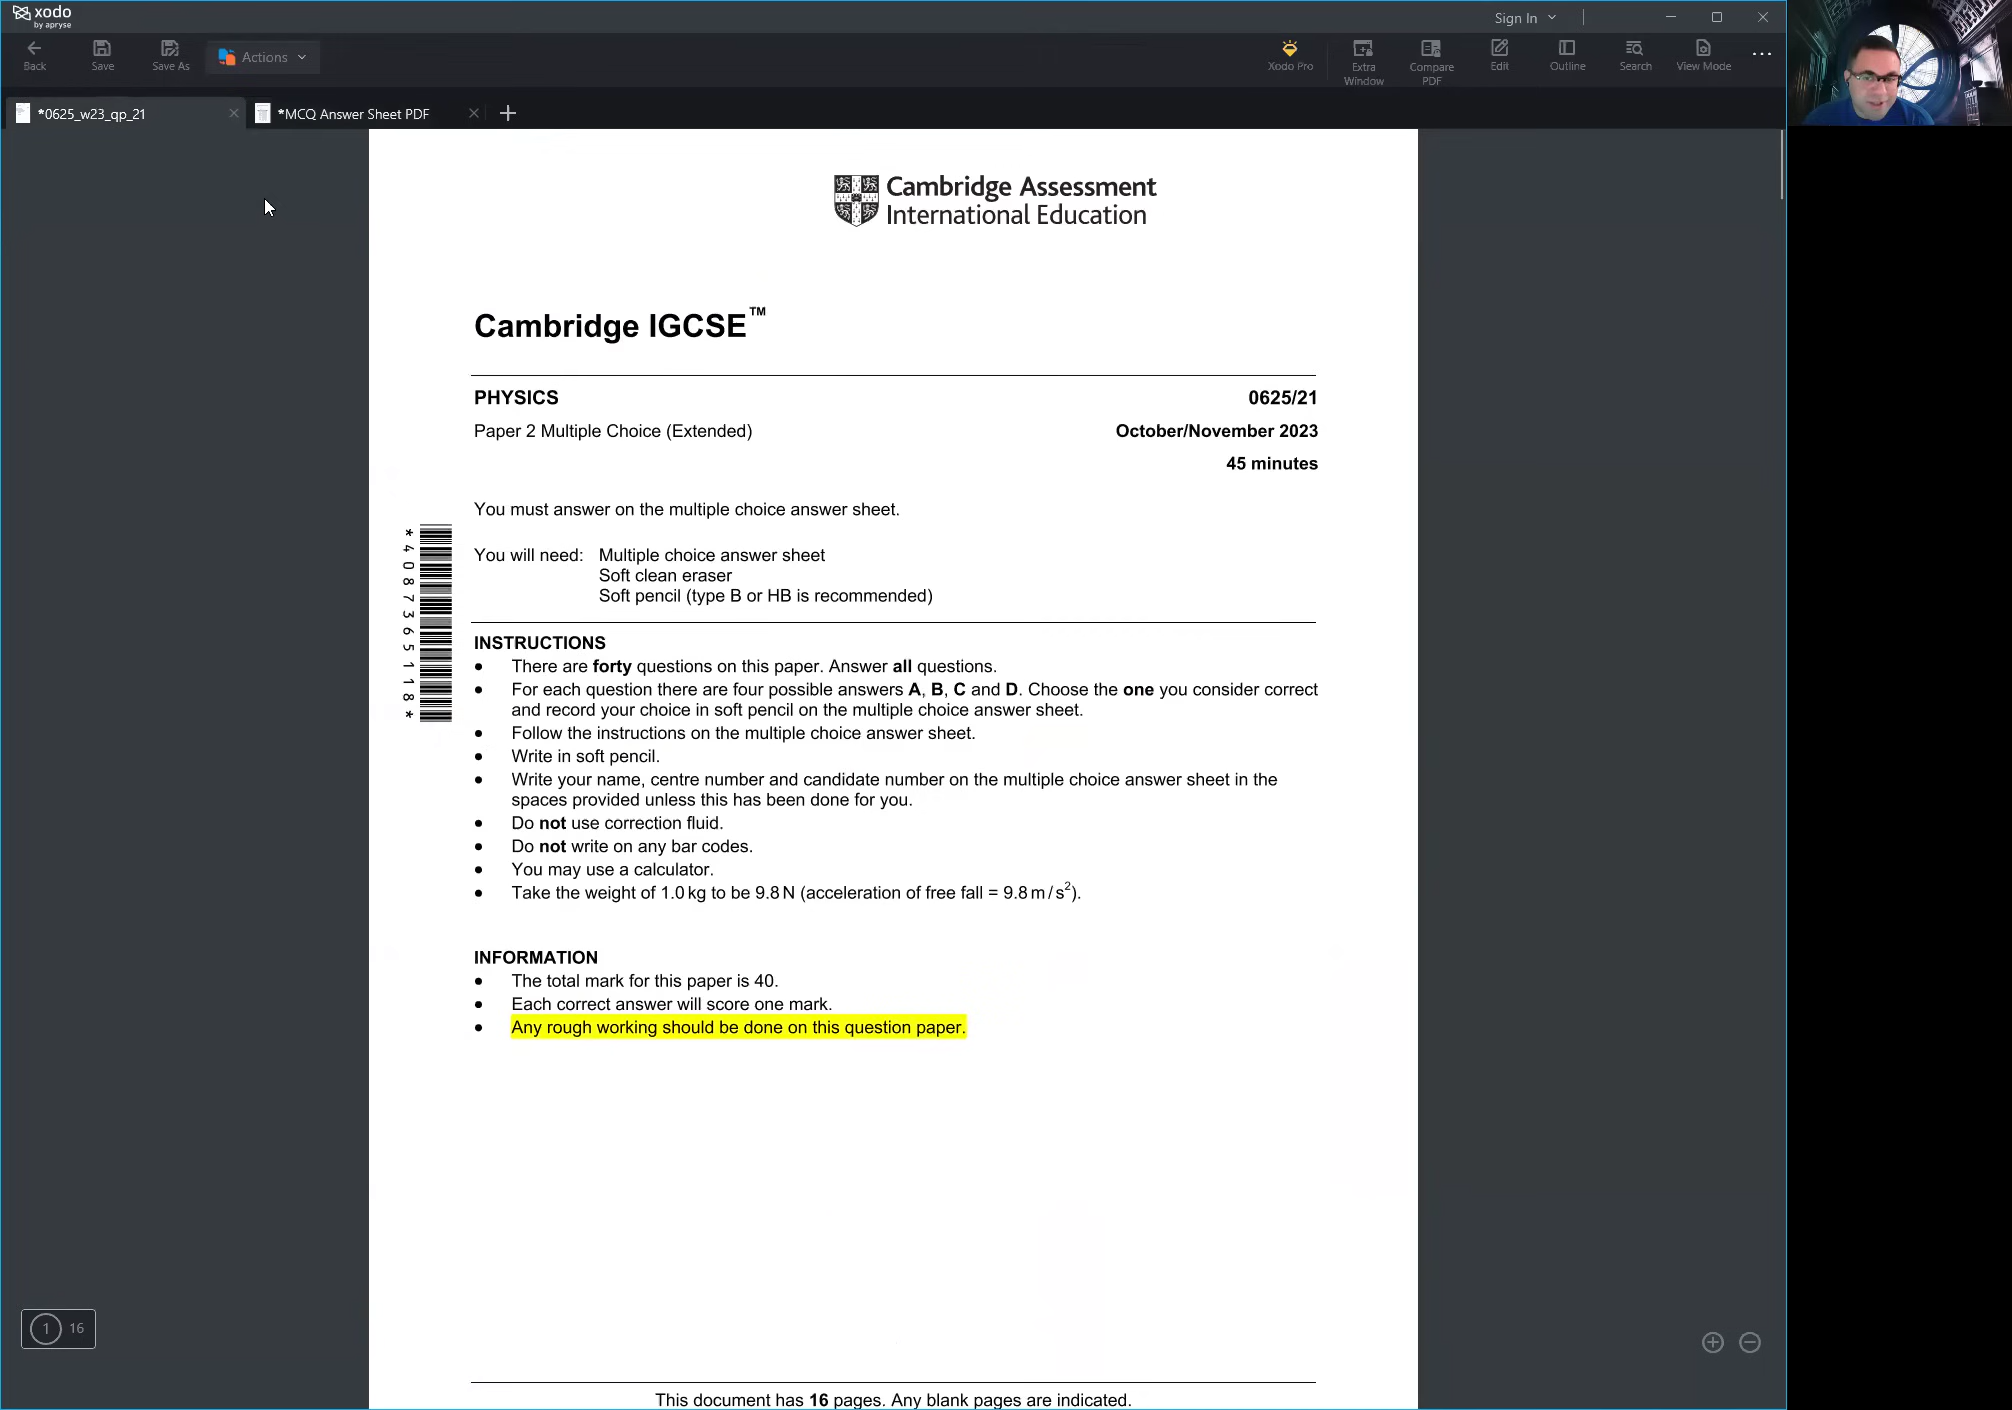 xodo
by apryse
Sign In
Back
Save
Save As
Actions
Xodo Pro
Extra Window
Compare PDF
Edit
Outline
Search
View Mode
*0625_w23_qp_21
*MCQ Answer Sheet PDF
Cambridge Assessment
International Education
Cambridge IGCSE™
PHYSICS 0625/21
Paper 2 Multiple Choice (Extended) October/November 2023
45 minutes
You must answer on the multiple choice answer sheet.
You will need: Multiple choice answer sheet
Soft clean eraser
Soft pencil (type B or HB is recommended)
*4087365118*
INSTRUCTIONS
● There are forty questions on this paper. Answer all questions.
● For each question there are four possible answers A, B, C and D. Choose the one you consider correct
and record your choice in soft pencil on the multiple choice answer sheet.
● Follow the instructions on the multiple choice answer sheet.
● Write in soft pencil.
● Write your name, centre number and candidate number on the multiple choice answer sheet in the
spaces provided unless this has been done for you.
● Do not use correction fluid.
● Do not write on any bar codes.
● You may use a calculator.
● Take the weight of 1.0 kg to be 9.8 N (acceleration of free fall = 9.8 m/s²).
INFORMATION
● The total mark for this paper is 40.
● Each correct answer will score one mark.
● Any rough working should be done on this question paper.
1 16
This document has 16 pages. Any blank pages are indicated.